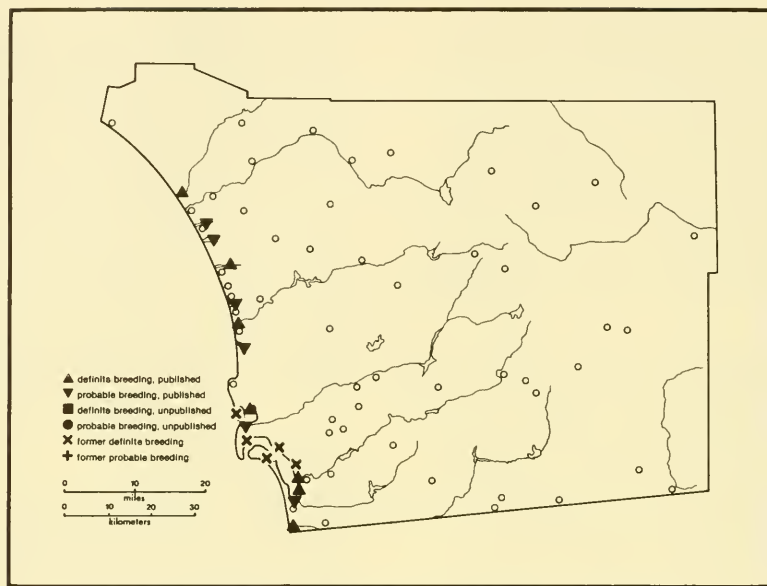 definite breeding, published
probable breeding, published
definite breeding, unpublished
probable breeding, unpublished
former definite breeding
former probable breeding
0 10 20
miles
0 10 20 30
kilometers